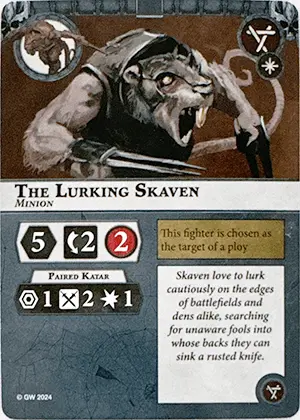 THE LURKING SKAVEN
MINION
5 2 2
This fighter is chosen as
the target of a ploy
PAIRED KATAR
1 2 1
Skaven love to lurk
cautiously on the edges
of battlefields and
dens alike, searching
for unaware fools into
whose backs they can
sink a rusted knife.
© GW 2024